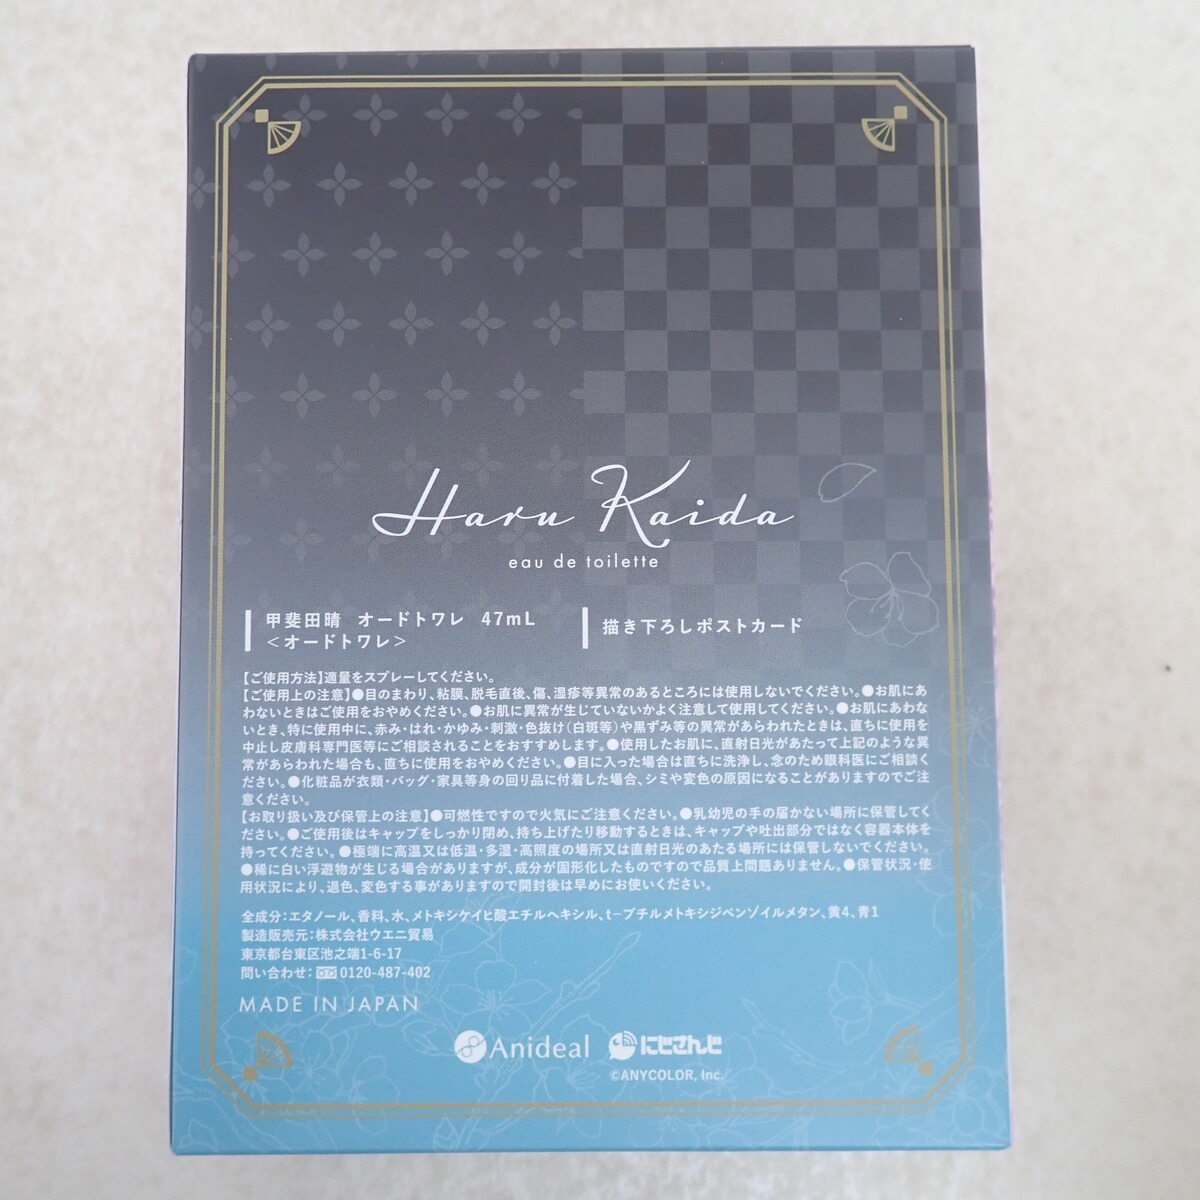 Haru Kaida
eau de toilette
甲斐田晴 オードトワレ 47mL
＜オードトワレ＞
描き下ろしポストカード
【ご使用方法】適量をスプレーしてください。
【ご使用上の注意】●目のまわり、粘膜、脱毛直後、傷、湿疹等異常のあるところには使用しないでください。●お肌にあ
わないときはご使用をおやめください。●お肌に異常が生じていないかよく注意して使用してください。●お肌にあわな
いとき、特に使用中に、赤み・はれ・かゆみ・刺激・色抜け（白斑等）や黒ずみ等の異常があらわれたときは、直ちに使用を
中止し皮膚科専門医等にご相談されることをおすすめします。●使用したお肌に、直射日光があたって上記のような異
常があらわれた場合も、直ちに使用をおやめください。●目に入った場合は直ちに洗浄し、念のため眼科医にご相談くだ
さい。●化粧品が衣類・バッグ・家具等身の回り品に付着した場合、シミや変色の原因になることがありますのでご注
意ください。
【お取り扱い及び保管上の注意】●可燃性ですので火気にご注意ください。●乳幼児の手の届かない場所に保管してく
ださい。●ご使用後はキャップをしっかり閉め、持ち上げたり移動するときは、キャップや吐出部分ではなく容器本体を
持ってください。●極端に高温又は低温・多湿・高照度の場所又は直射日光のあたる場所には保管しないでください。
●稀に白い浮遊物が生じる場合がありますが、成分が固形化したものですので品質上問題ありません。●保管状況・使
用状況により、退色、変色する事がありますので開封後は早めにお使いください。
全成分：エタノール、香料、水、メトキシケイヒ酸エチルヘキシル、t-ブチルメトキシジベンゾイルメタン、黄4、青1
製造販売元：株式会社ウエニ貿易
東京都台東区池之端1-6-17
問い合わせ：0120-487-402
MADE IN JAPAN
Anideal にじさんじ
©ANYCOLOR, Inc.